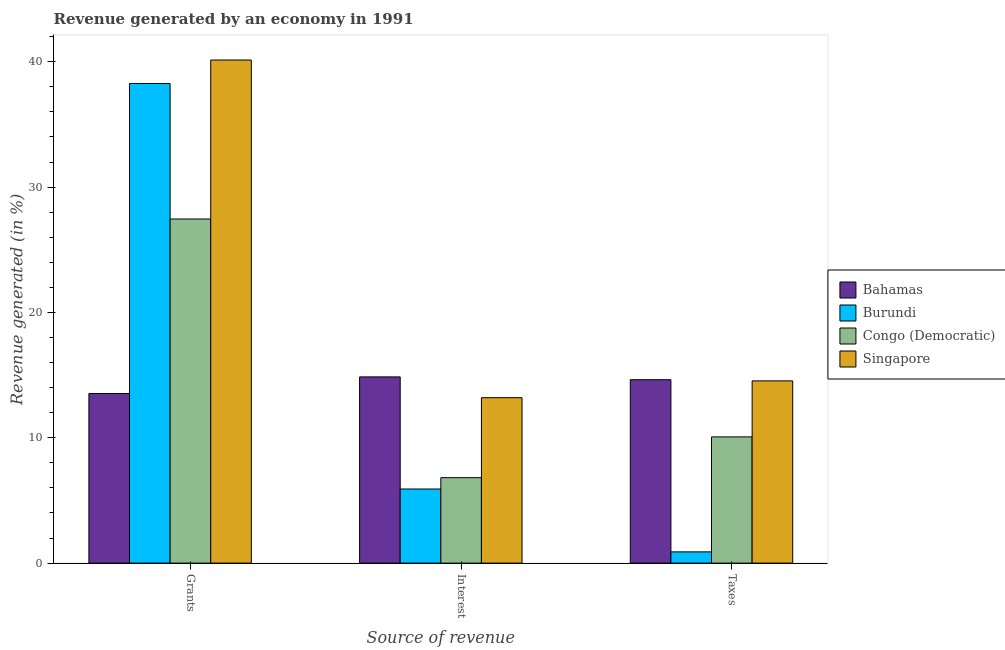 Revenue generated by an economy in 1991
Revenue generated (in %)
40
30
20
10
0
Grants
Interest
Taxes
Source of revenue
Bahamas
Burundi
Congo (Democratic)
Singapore